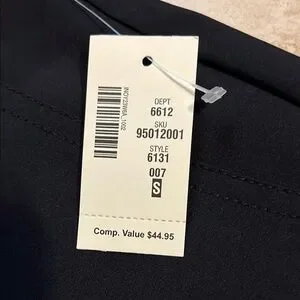 DEPT
6612
SKU
95012001
STYLE
6131
007
S
Comp. Value $44.95